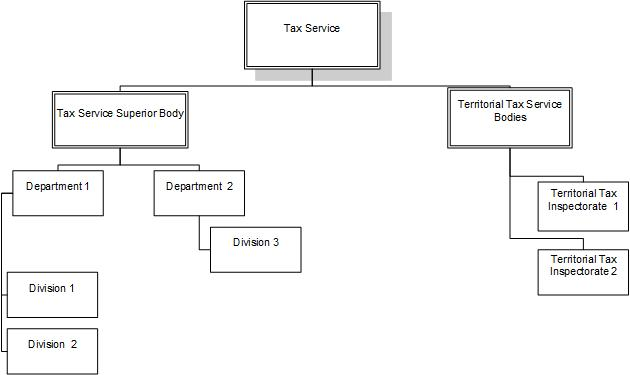 Tax Service
Tax Service Superior Body
Territorial Tax Service
Bodies
Department 1
Department 2
Territorial Tax
Inspectorate 1
Division 3
Territorial Tax
Inspectorate 2
Division 1
Division 2